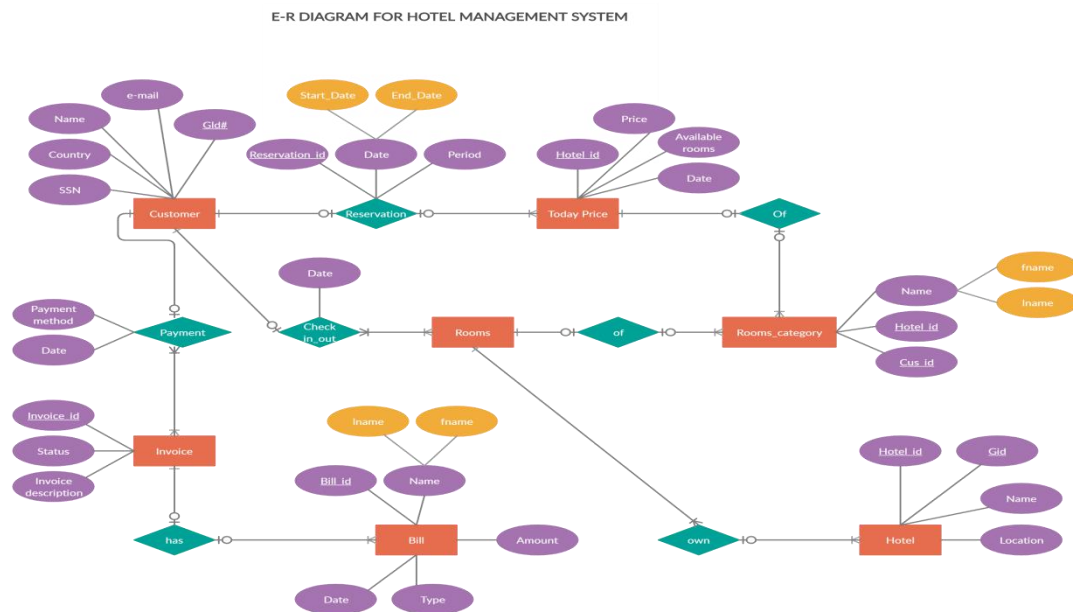 E-R DIAGRAM FOR HOTEL MANAGEMENT SYSTEM
e-mail
Name
GId#
Country
SSN
Customer
Start_Date
End_Date
Reservation_id
Date
Period
Reservation
Price
Hotel_id
Available
rooms
Date
Today Price
Of
Payment
method
Date
Payment
Date
Check
in_out
Rooms
of
Rooms_category
Name
fname
lname
Hotel_id
Cus_id
Invoice_id
Status
Invoice
description
Invoice
has
lname
fname
Bill_id
Name
Bill
Amount
Date
Type
own
Hotel_id
Gid
Name
Location
Hotel